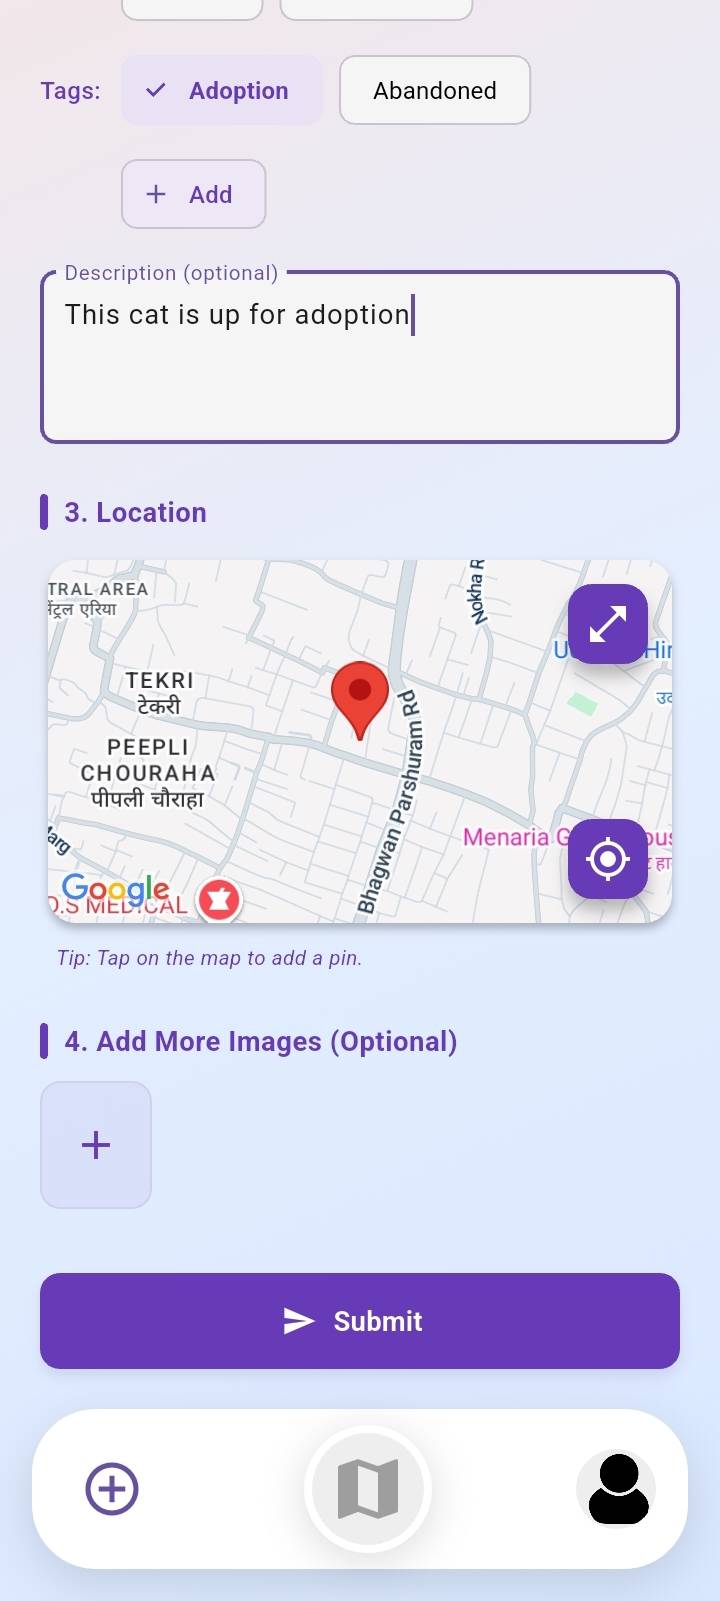 Tags:
Adoption
Abandoned
Add
Description (optional)
This cat is up for adoption
3. Location
TRAL AREA
सेंट्रल एरिया
Nokha R
TEKRI
टेकरी
PEEPLI
CHOURAHA
पीपली चौराहा
Bhagwan Parshuram Rd
Menaria G
Marg
Google
O.S MEDICAL
Tip: Tap on the map to add a pin.
4. Add More Images (Optional)
Submit